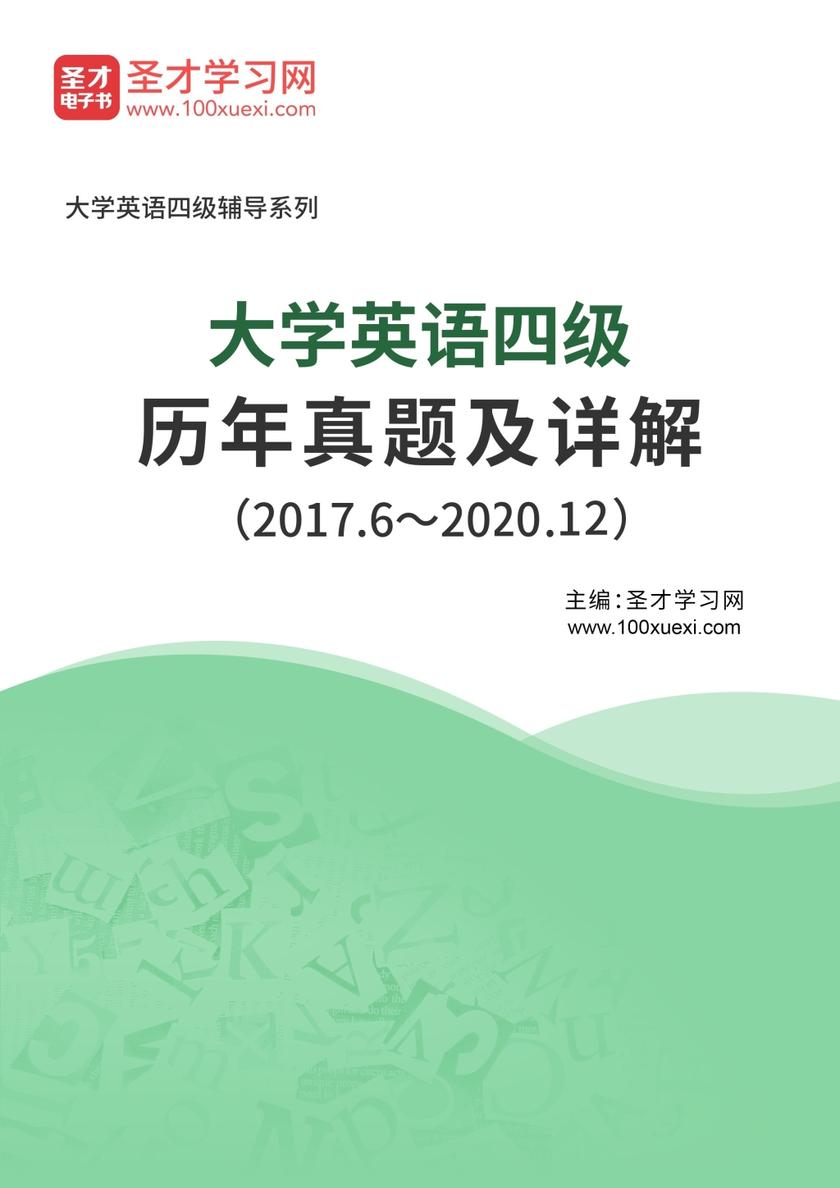 圣才
电子书
圣才学习网
www.100xuexi.com
大学英语四级辅导系列
大学英语四级
历年真题及详解
（2017.6～2020.12）
主编：圣才学习网
www.100xuexi.com